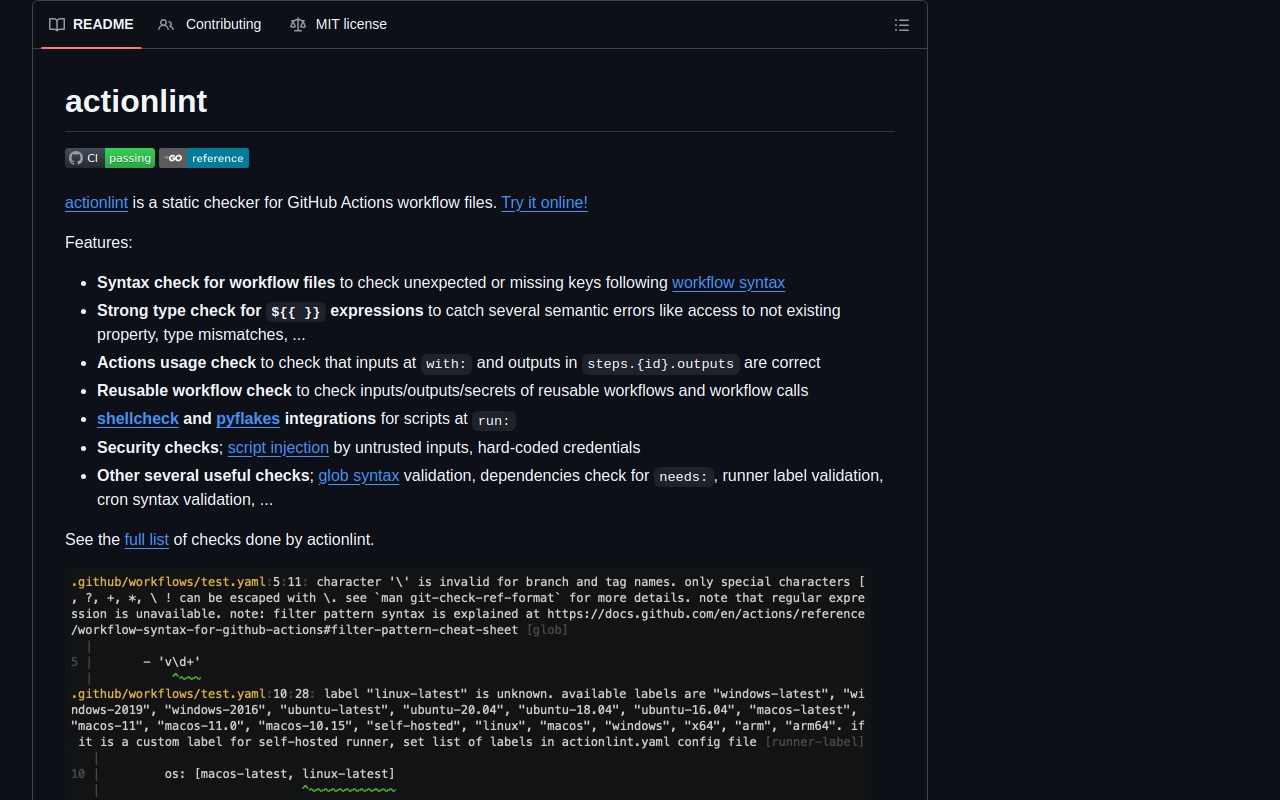 README Contributing MIT license
actionlint
CI passing GO reference
actionlint is a static checker for GitHub Actions workflow files. Try it online!
Features:
• Syntax check for workflow files to check unexpected or missing keys following workflow syntax
• Strong type check for ${{ }} expressions to catch several semantic errors like access to not existing
property, type mismatches, ...
• Actions usage check to check that inputs at with: and outputs in steps.{id}.outputs are correct
• Reusable workflow check to check inputs/outputs/secrets of reusable workflows and workflow calls
• shellcheck and pyflakes integrations for scripts at run:
• Security checks; script injection by untrusted inputs, hard-coded credentials
• Other several useful checks; glob syntax validation, dependencies check for needs:, runner label validation,
cron syntax validation, ...
See the full list of checks done by actionlint.
.github/workflows/test.yaml:5:11: character '\' is invalid for branch and tag names. only special characters [
, ?, +, *, \ ! can be escaped with \. see `man git-check-ref-format` for more details. note that regular expre
ssion is unavailable. note: filter pattern syntax is explained at https://docs.github.com/en/actions/reference
/workflow-syntax-for-github-actions#filter-pattern-cheat-sheet [glob]
|
5 | - 'v\d+'
| ^~~~
.github/workflows/test.yaml:10:28: label "linux-latest" is unknown. available labels are "windows-latest", "wi
ndows-2019", "windows-2016", "ubuntu-latest", "ubuntu-20.04", "ubuntu-18.04", "ubuntu-16.04", "macos-latest",
"macos-11", "macos-11.0", "macos-10.15", "self-hosted", "linux", "macos", "windows", "x64", "arm", "arm64". if
it is a custom label for self-hosted runner, set list of labels in actionlint.yaml config file [runner-label]
|
10 | os: [macos-latest, linux-latest]
| ^~~~~~~~~~~~~